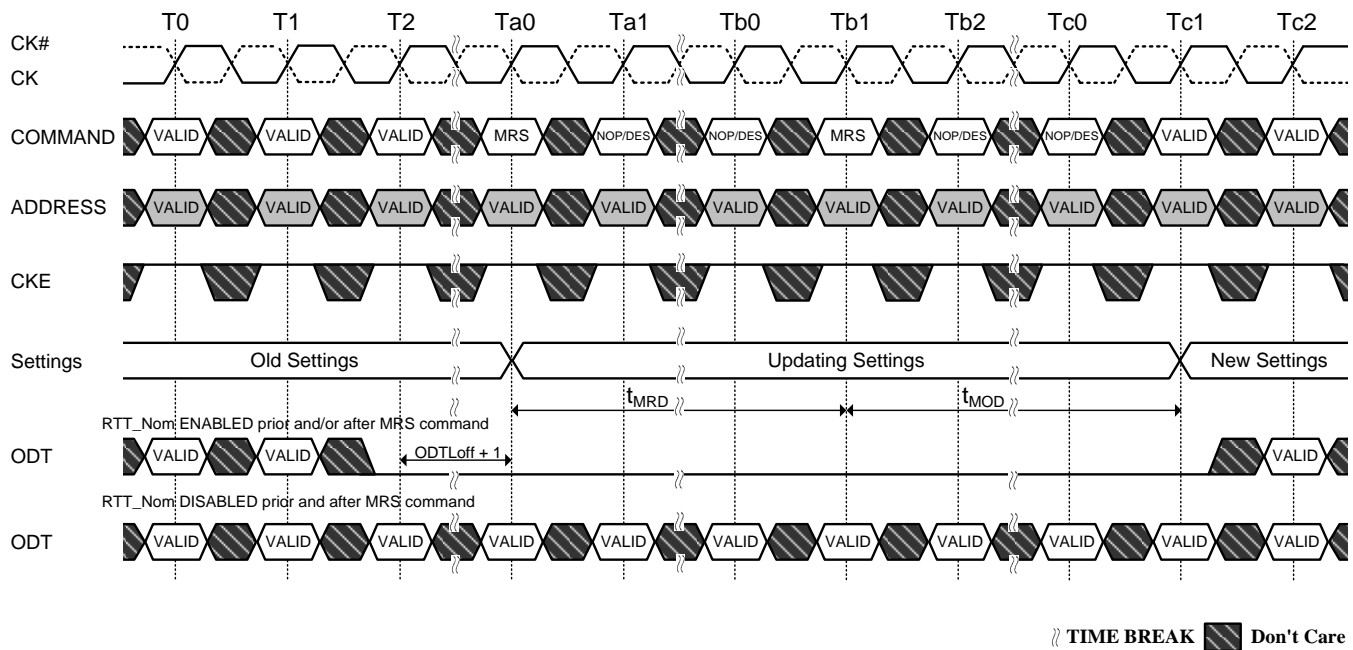 T0 T1 T2 Ta0 Ta1 Tb0 Tb1 Tb2 Tc0 Tc1 Tc2
CK#
CK
COMMAND VALID VALID VALID MRS NOP/DES NOP/DES MRS NOP/DES NOP/DES VALID VALID
ADDRESS VALID VALID VALID VALID VALID VALID VALID VALID VALID VALID VALID
CKE
Settings Old Settings Updating Settings New Settings
tMRD tMOD
RTT_Nom ENABLED prior and/or after MRS command
ODT VALID VALID ODTLoff + 1 VALID
RTT_Nom DISABLED prior and after MRS command
ODT VALID VALID VALID VALID VALID VALID VALID VALID VALID VALID VALID
TIME BREAK Don't Care